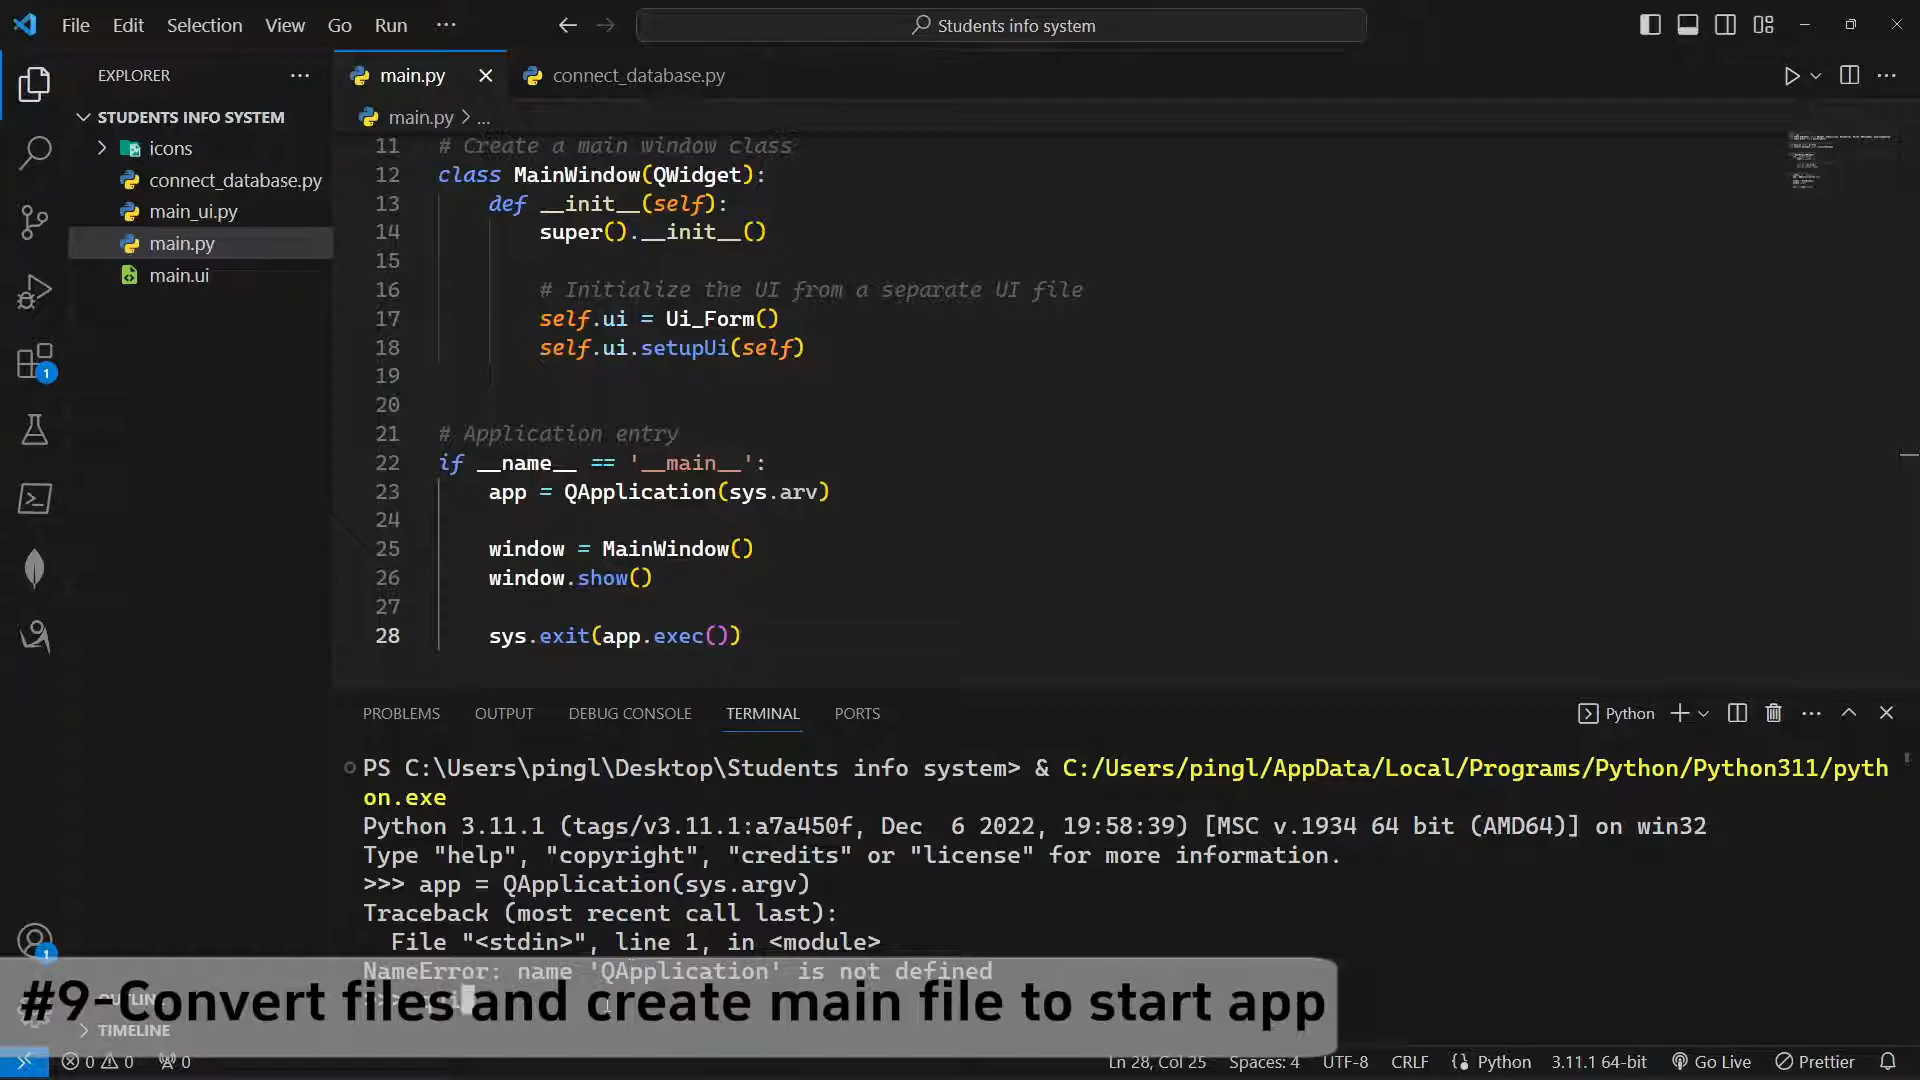 File Edit Selection View Go Run ···
Students info system
EXPLORER
main.py
connect_database.py
STUDENTS INFO SYSTEM
icons
connect_database.py
main_ui.py
main.py
main.ui
main.py > ...
11 # Create a main window class
12 class MainWindow(QWidget):
13 def __init__(self):
14 super().__init__()
15
16 # Initialize the UI from a separate UI file
17 self.ui = Ui_Form()
18 self.ui.setupUi(self)
19
20
21 # Application entry
22 if __name__ == '__main__':
23 app = QApplication(sys.arv)
24
25 window = MainWindow()
26 window.show()
27
28 sys.exit(app.exec())
1
PROBLEMS OUTPUT DEBUG CONSOLE TERMINAL PORTS
Python
PS C:\Users\pingl\Desktop\Students info system> & C:/Users/pingl/AppData/Local/Programs/Python/Python311/pyth
on.exe
Python 3.11.1 (tags/v3.11.1:a7a450f, Dec  6 2022, 19:58:39) [MSC v.1934 64 bit (AMD64)] on win32
Type "help", "copyright", "credits" or "license" for more information.
>>> app = QApplication(sys.argv)
Traceback (most recent call last):
File "<stdin>", line 1, in <module>
NameError: name 'QApplication' is not defined
1
OUTLINE
#9-Convert files and create main file to start app
TIMELINE
0 0 0
Ln 28, Col 25 Spaces: 4 UTF-8 CRLF Python 3.11.1 64-bit Go Live Prettier